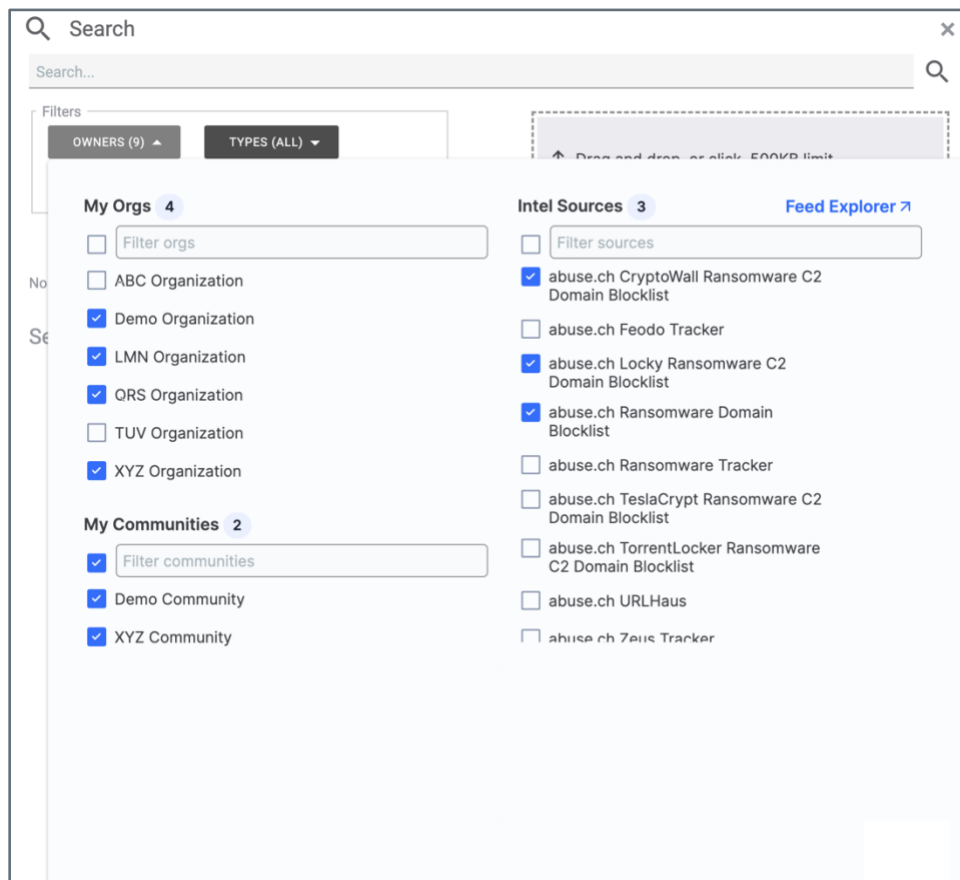 Search
Search...
Filters
OWNERS (9)
TYPES (ALL)
Drag and drop, or click, 500KB limit
My Orgs 4
Filter orgs
ABC Organization
Demo Organization
LMN Organization
QRS Organization
TUV Organization
XYZ Organization
My Communities 2
Filter communities
Demo Community
XYZ Community
Intel Sources 3
Feed Explorer
Filter sources
abuse.ch CryptoWall Ransomware C2
Domain Blocklist
abuse.ch Feodo Tracker
abuse.ch Locky Ransomware C2
Domain Blocklist
abuse.ch Ransomware Domain
Blocklist
abuse.ch Ransomware Tracker
abuse.ch TeslaCrypt Ransomware C2
Domain Blocklist
abuse.ch TorrentLocker Ransomware
C2 Domain Blocklist
abuse.ch URLHaus
abuse.ch Zeus Tracker
No
Se